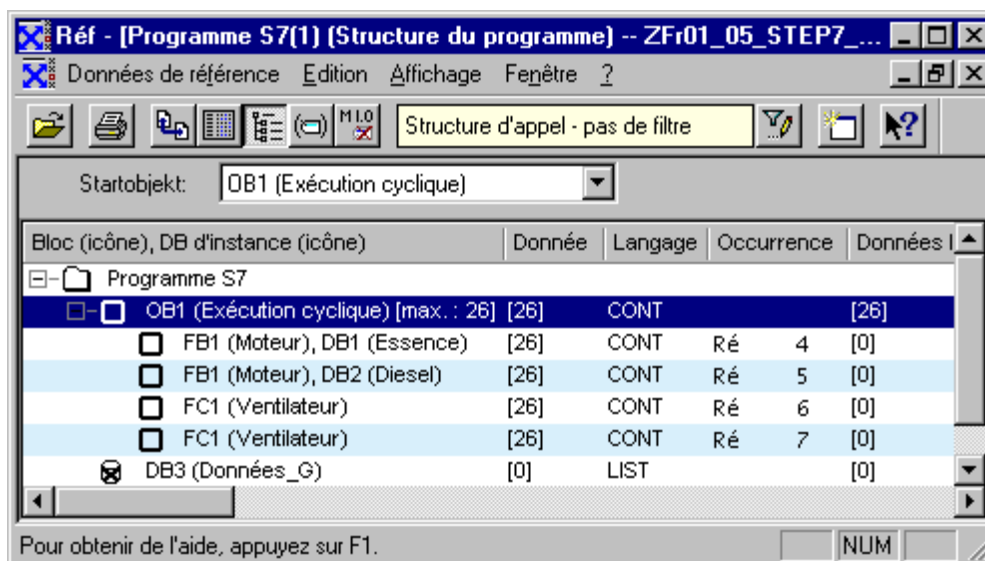 Réf - [Programme S7(1) (Structure du programme) -- ZFr01_05_STEP7_...
Données de référence Edition Affichage Fenêtre ?
M I.0
Structure d'appel - pas de filtre
Startobjekt: OB1 (Exécution cyclique)
Bloc (icône), DB d'instance (icône) Donnée Langage Occurrence Données l
Programme S7
OB1 (Exécution cyclique) [max. : 26] [26] CONT [26]
FB1 (Moteur), DB1 (Essence) [26] CONT Ré 4 [0]
FB1 (Moteur), DB2 (Diesel) [26] CONT Ré 5 [0]
FC1 (Ventilateur) [26] CONT Ré 6 [0]
FC1 (Ventilateur) [26] CONT Ré 7 [0]
DB3 (Données_G) [0] LIST [0]
Pour obtenir de l'aide, appuyez sur F1. NUM